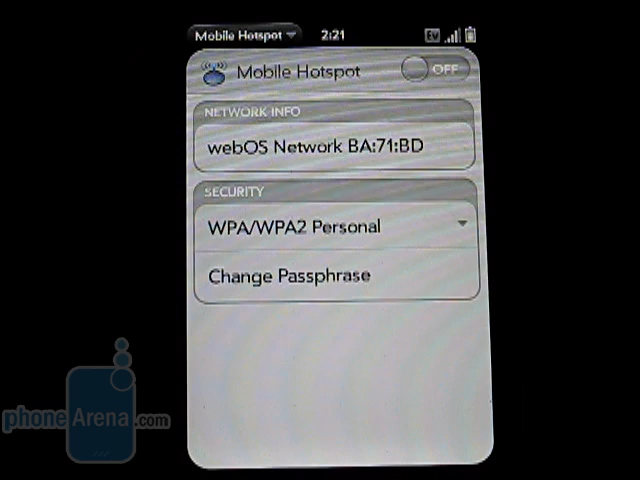 Mobile Hotspot
2:21
Ev
Mobile Hotspot
OFF
NETWORK INFO
webOS Network BA:71:BD
SECURITY
WPA/WPA2 Personal
Change Passphrase
phoneArena.com